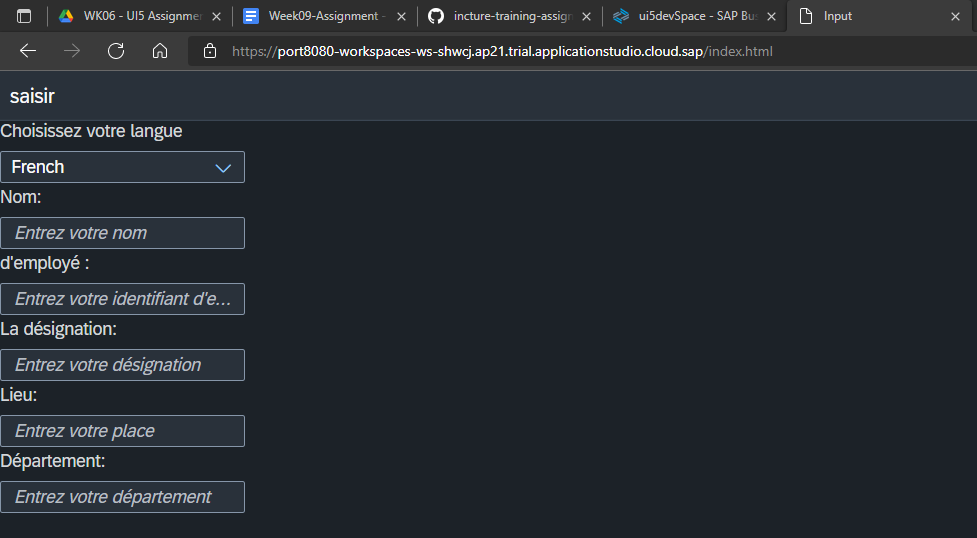 WK06 - UI5 Assignmen
Week09-Assignment -
incture-training-assign
ui5devSpace - SAP Bus
Input
https://port8080-workspaces-ws-shwcj.ap21.trial.applicationstudio.cloud.sap/index.html
saisir
Choisissez votre langue
French
Nom:
Entrez votre nom
d'employé :
Entrez votre identifiant d'e...
La désignation:
Entrez votre désignation
Lieu:
Entrez votre place
Département:
Entrez votre département